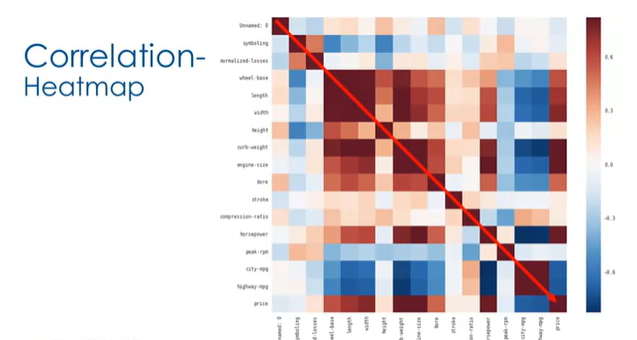 Correlation-
Heatmap
Unnamed: 0
symboling
normalized-losses
wheel-base
length
width
height
curb-weight
engine-size
bore
stroke
compression-ratio
horsepower
peak-rpm
city-mpg
highway-mpg
price
0.6
0.3
0.0
-0.3
-0.6
named: 0
ymboling
d-losses
eel-base
length
width
height
b-weight
ine-size
bore
stroke
on-ratio
rsepower
peak-rpm
city-mpg
hway-mpg
price